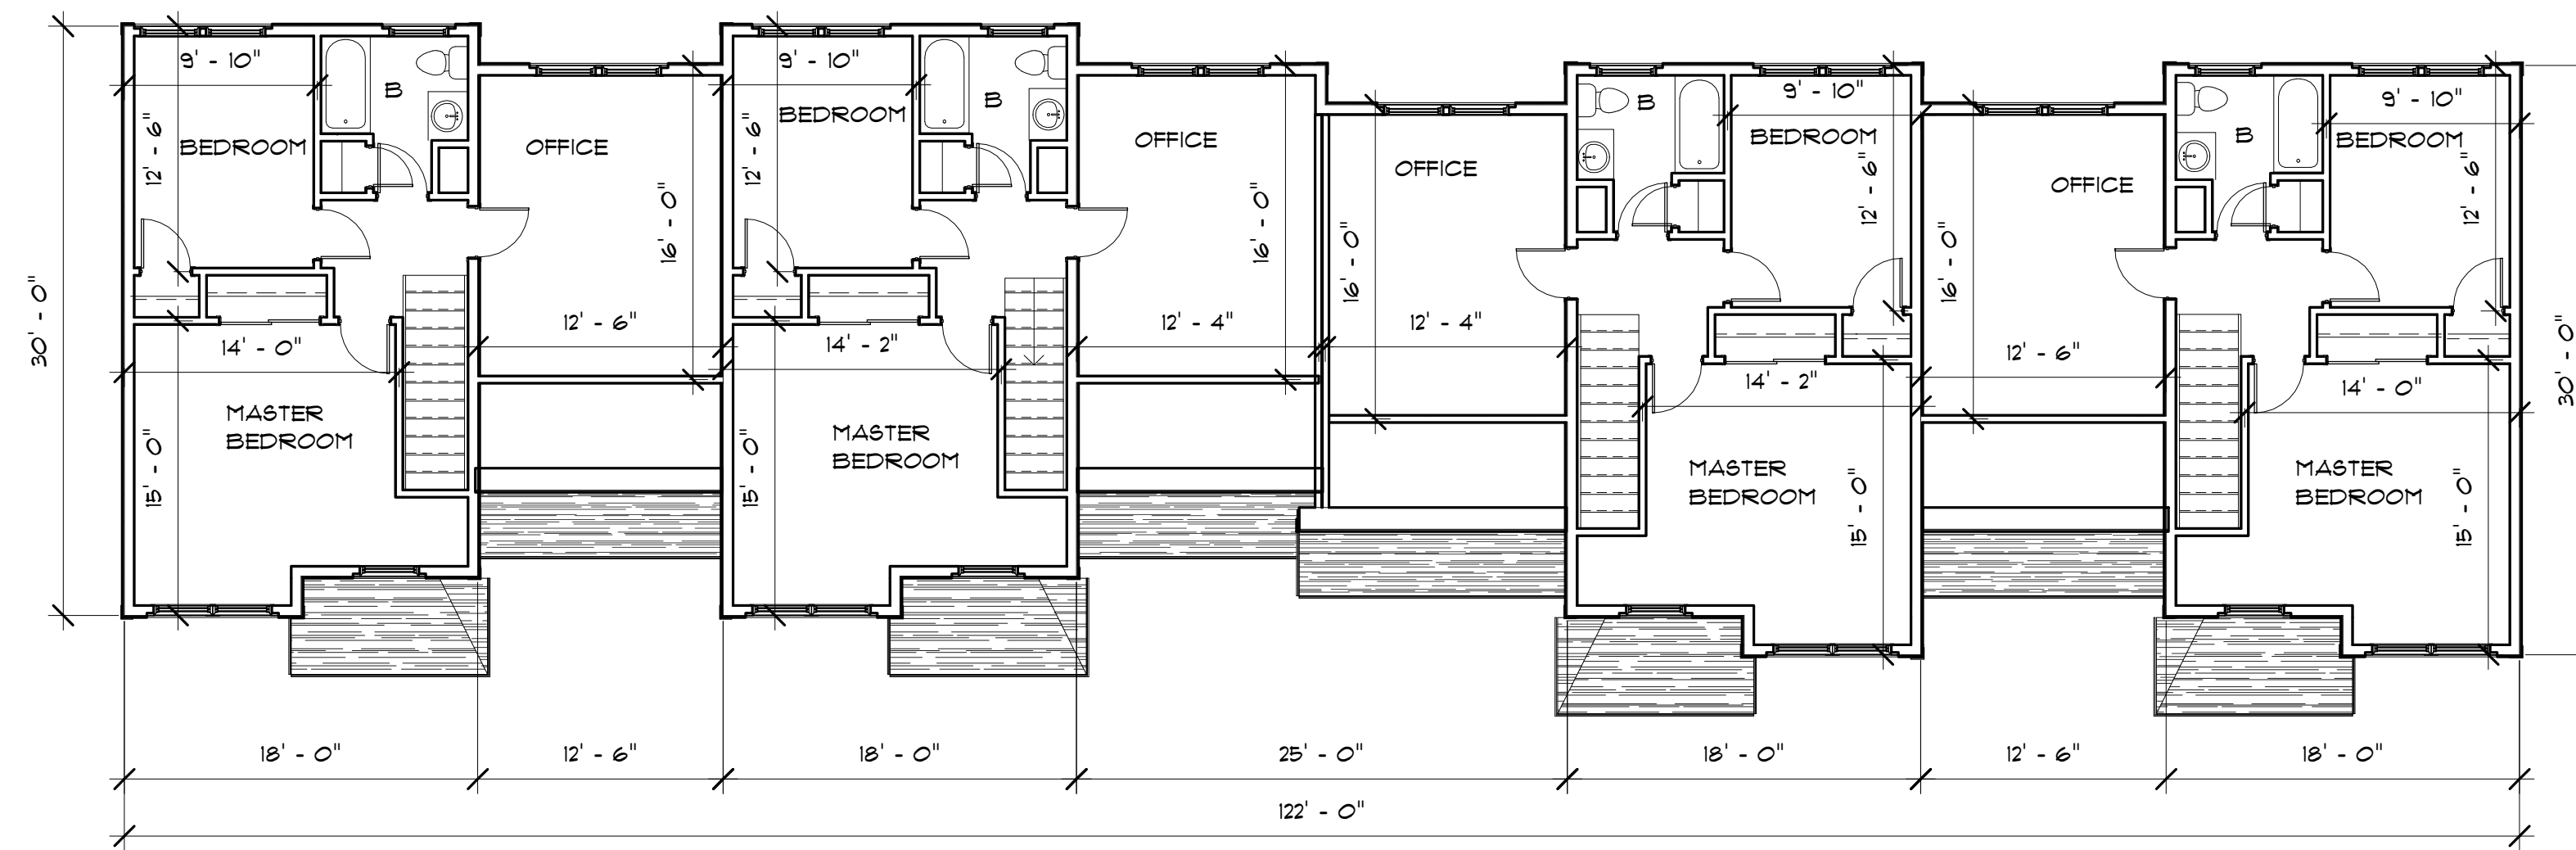 9' - 10"
B
12' - 6"
BEDROOM
OFFICE
16' - 0"
12' - 6"
14' - 0"
MASTER
BEDROOM
15' - 0"
30' - 0"
9' - 10"
B
12' - 6"
BEDROOM
OFFICE
16' - 0"
12' - 4"
14' - 2"
MASTER
BEDROOM
15' - 0"
OFFICE
16' - 0"
12' - 4"
B
9' - 10"
BEDROOM
12' - 6"
14' - 2"
MASTER
BEDROOM
15' - 0"
OFFICE
16' - 0"
12' - 6"
B
9' - 10"
BEDROOM
12' - 6"
14' - 0"
MASTER
BEDROOM
15' - 0"
30' - 0"
18' - 0"
12' - 6"
18' - 0"
25' - 0"
18' - 0"
12' - 6"
18' - 0"
122' - 0"